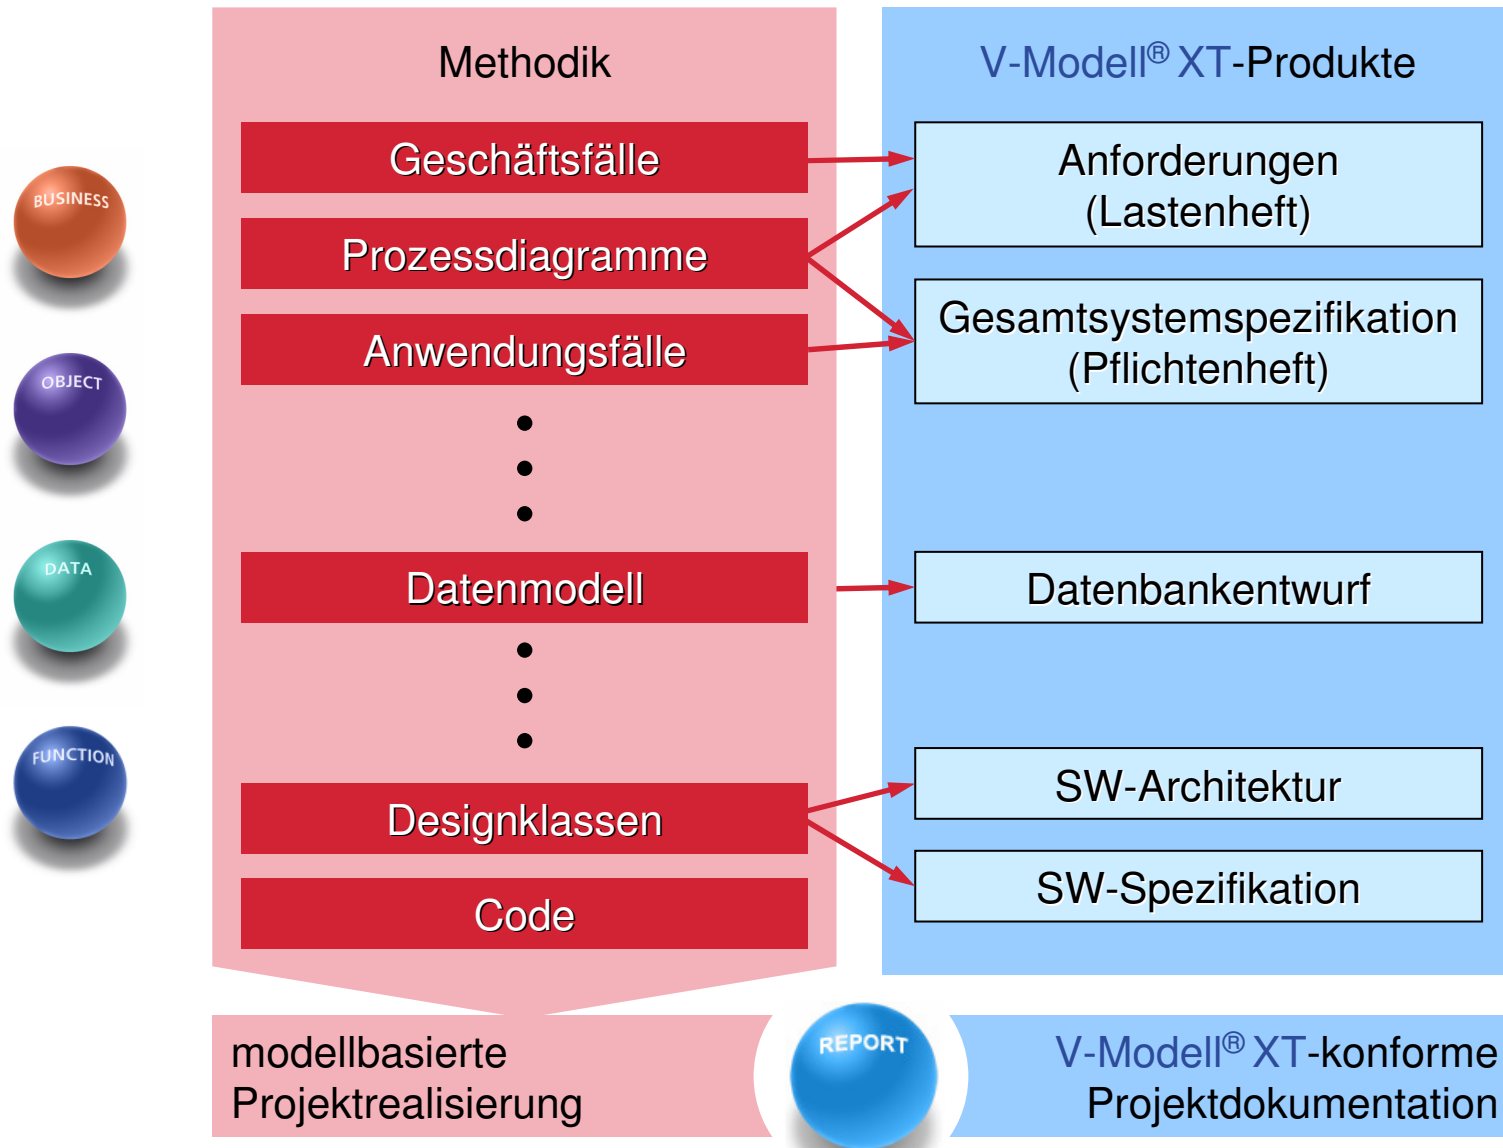 Methodik
V-Modell® XT-Produkte
BUSINESS
OBJECT
DATA
FUNCTION
Geschäftsfälle
Prozessdiagramme
Anwendungsfälle
Datenmodell
Designklassen
Code
Anforderungen
(Lastenheft)
Gesamtsystemspezifikation
(Pflichtenheft)
Datenbankentwurf
SW-Architektur
SW-Spezifikation
modellbasierte
Projektrealisierung
REPORT
V-Modell® XT-konforme
Projektdokumentation